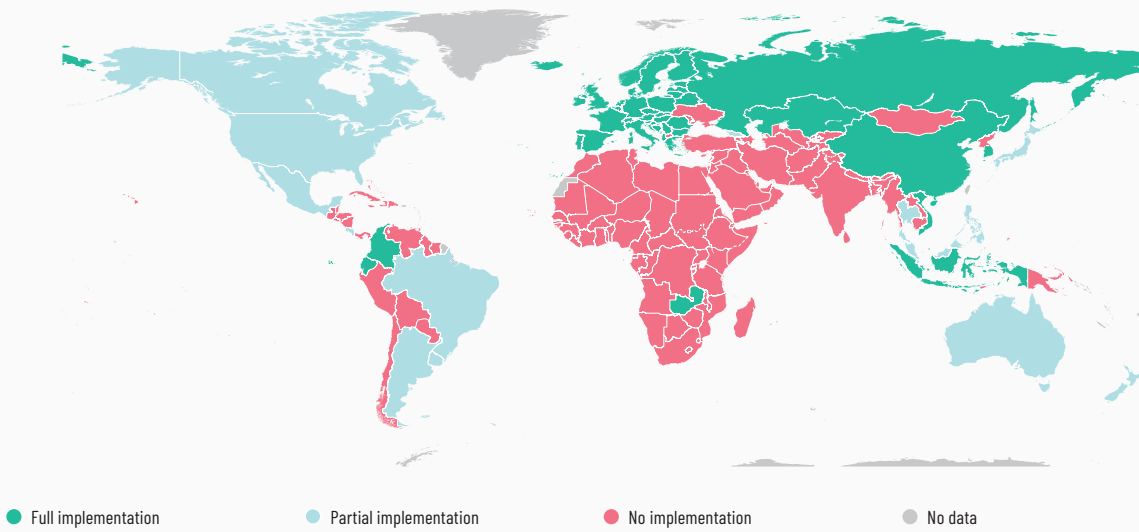 Full implementation
Partial implementation
No implementation
No data